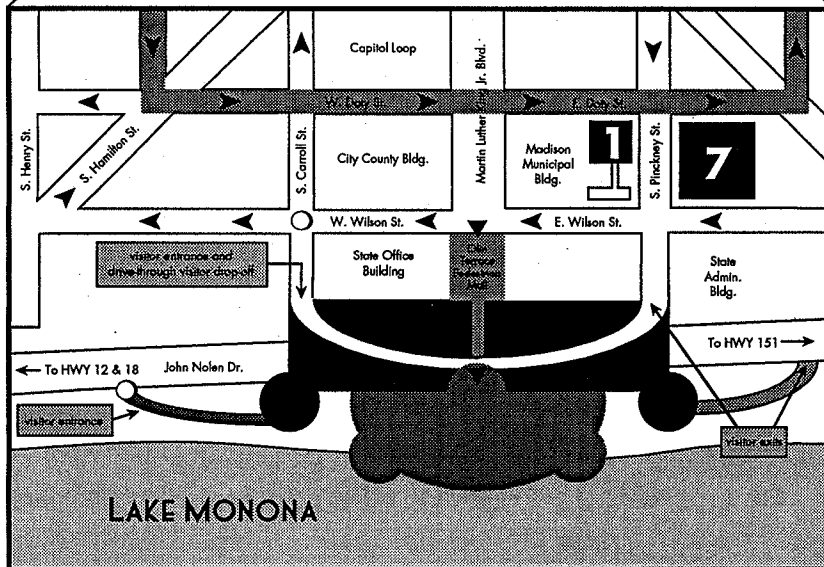 Capitol Loop
Martin Luther King Jr. Blvd.
W. Doty St.
E. Doty St.
S. Henry St.
S. Hamilton St.
S. Carroll St.
City County Bldg.
Madison
Municipal
Bldg.
1
S. Pinckney St.
7
W. Wilson St.
E. Wilson St.
visitor entrance and
drive-through visitor drop-off
State Office
Building
Terrace
Pedestrian
Mall
State
Admin.
Bldg.
To HWY 12 & 18
John Nolen Dr.
To HWY 151
visitor entrance
visitor exits
LAKE MONONA